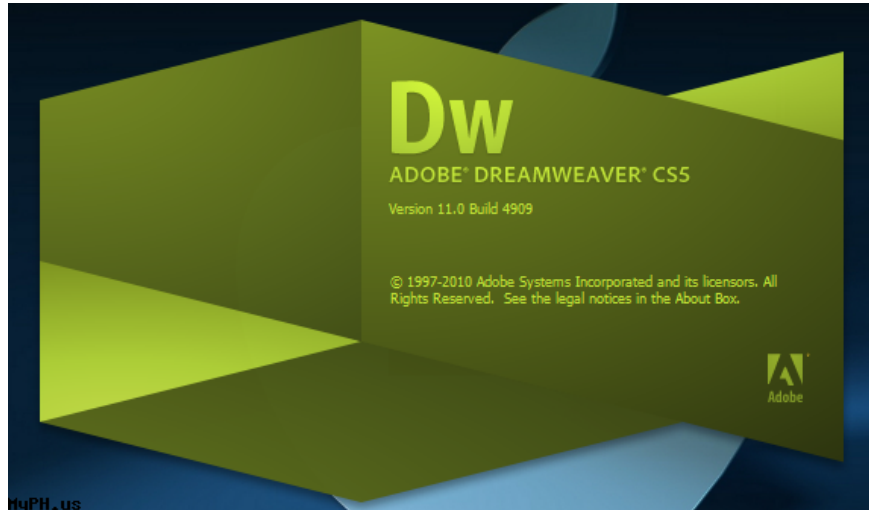 Dw
ADOBE® DREAMWEAVER® CS5
Version 11.0 Build 4909
© 1997-2010 Adobe Systems Incorporated and its licensors. All
Rights Reserved.  See the legal notices in the About Box.
Adobe
MyPH.us